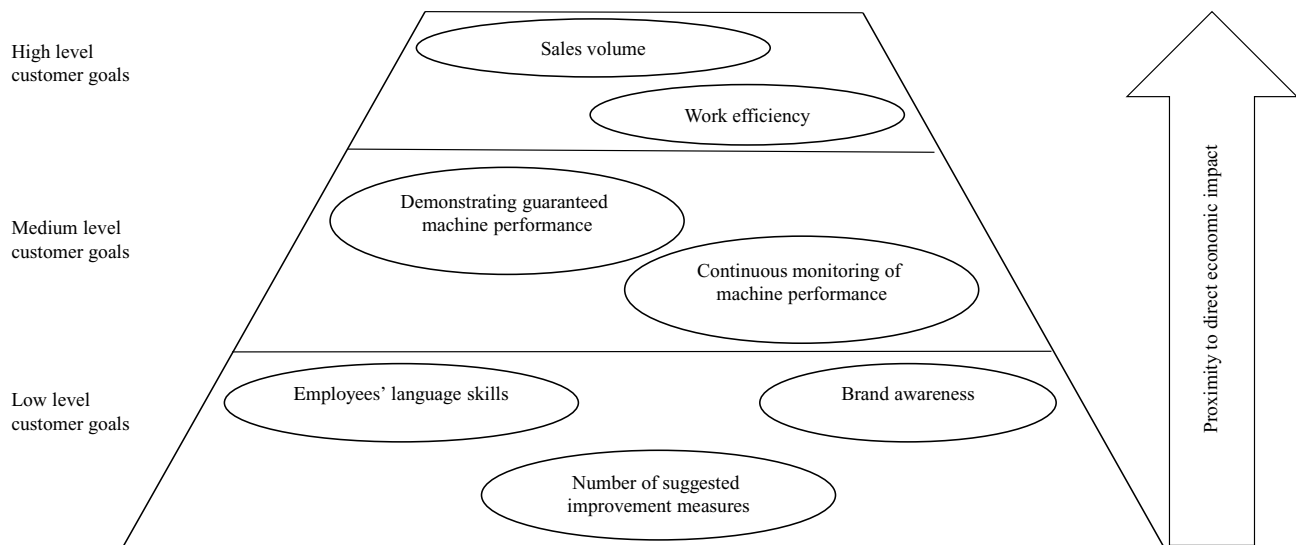 High level
customer goals
Sales volume
Work efficiency
Medium level
customer goals
Demonstrating guaranteed
machine performance
Continuous monitoring of
machine performance
Low level
customer goals
Employees’ language skills
Brand awareness
Number of suggested
improvement measures
Proximity to direct economic impact